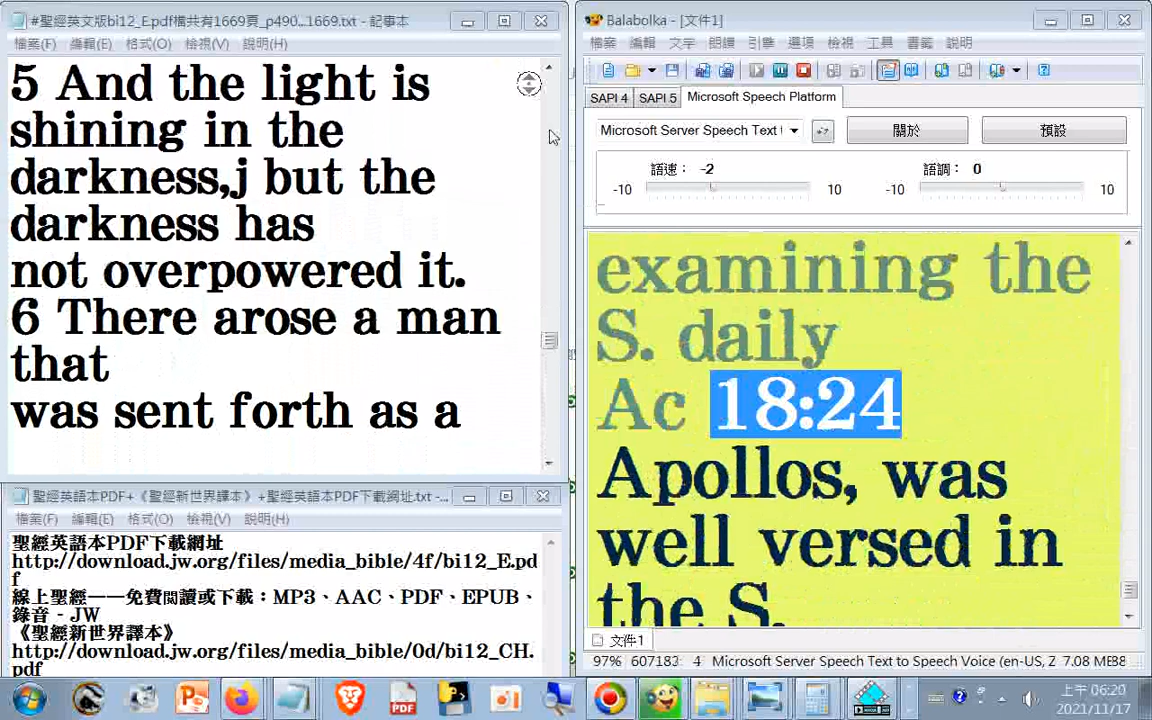 #聖經英文版bi12_E.pdf橫共有1669頁_p490...1669.txt - 記事本
檔案(F) 編輯(E) 格式(O) 檢視(V) 說明(H)
5 And the light is
shining in the
darkness,j but the
darkness has
not overpowered it.
6 There arose a man
that
was sent forth as a
聖經英語本PDF+《聖經新世界譯本》+聖經英語本PDF下載網址.txt - ...
檔案(F) 編輯(E) 格式(O) 檢視(V) 說明(H)
聖經英語本PDF下載網址
http://download.jw.org/files/media_bible/4f/bi12_E.pd
f
線上聖經——免費閱讀或下載：MP3、AAC、PDF、EPUB、
錄音 - JW
《聖經新世界譯本》
http://download.jw.org/files/media_bible/0d/bi12_CH.
pdf
Balabolka - [文件1]
檔案 編輯 文字 朗讀 引擎 選項 檢視 工具 書籤 說明
SAPI 4 SAPI 5 Microsoft Speech Platform
Microsoft Server Speech Text 關於 預設
語速： -2 語調： 0
-10 10 -10 10
examining the
S. daily
Ac 18:24
Apollos, was
well versed in
the S.
文件1
97% 607183 4 Microsoft Server Speech Text to Speech Voice (en-US, Z 7.08 MB
PDF
上午 06:20
2021/11/17